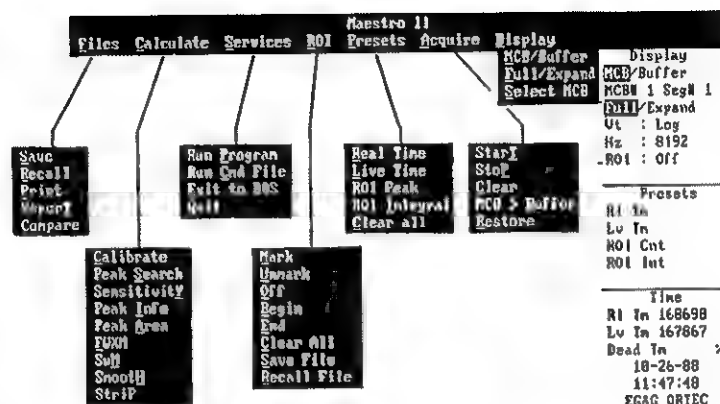 Maestro II
Files Calculate Services ROI Presets Acquire Display
MCB/Buffer
Full/Expand
Select MCB
Display
MCB/Buffer
MCB# 1 Seg# 1
Full/Expand
Vt : Log
Hz : 8192
ROI : Off
Presets
Rl Tm
Lv Tm
ROI Cnt
ROI Int
Time
Rl Tm 168698
Lv Tm 167867
Dead Tm %
10-26-88
11:47:48
EG&G ORTEC
Save
Recall
Print
Export
Compare
Run Program
Run Cmd File
Exit to DOS
Quit
Real Time
Live Time
ROI Peak
ROI Integral
Clear all
StarT
StoP
Clear
MCB > Buffer
Restore
Calibrate
Peak Search
SensitivitY
Peak Info
Peak Area
FWXM
SuM
SmootH
StriP
Mark
Unmark
Off
Begin
End
Clear All
Save File
Recall File